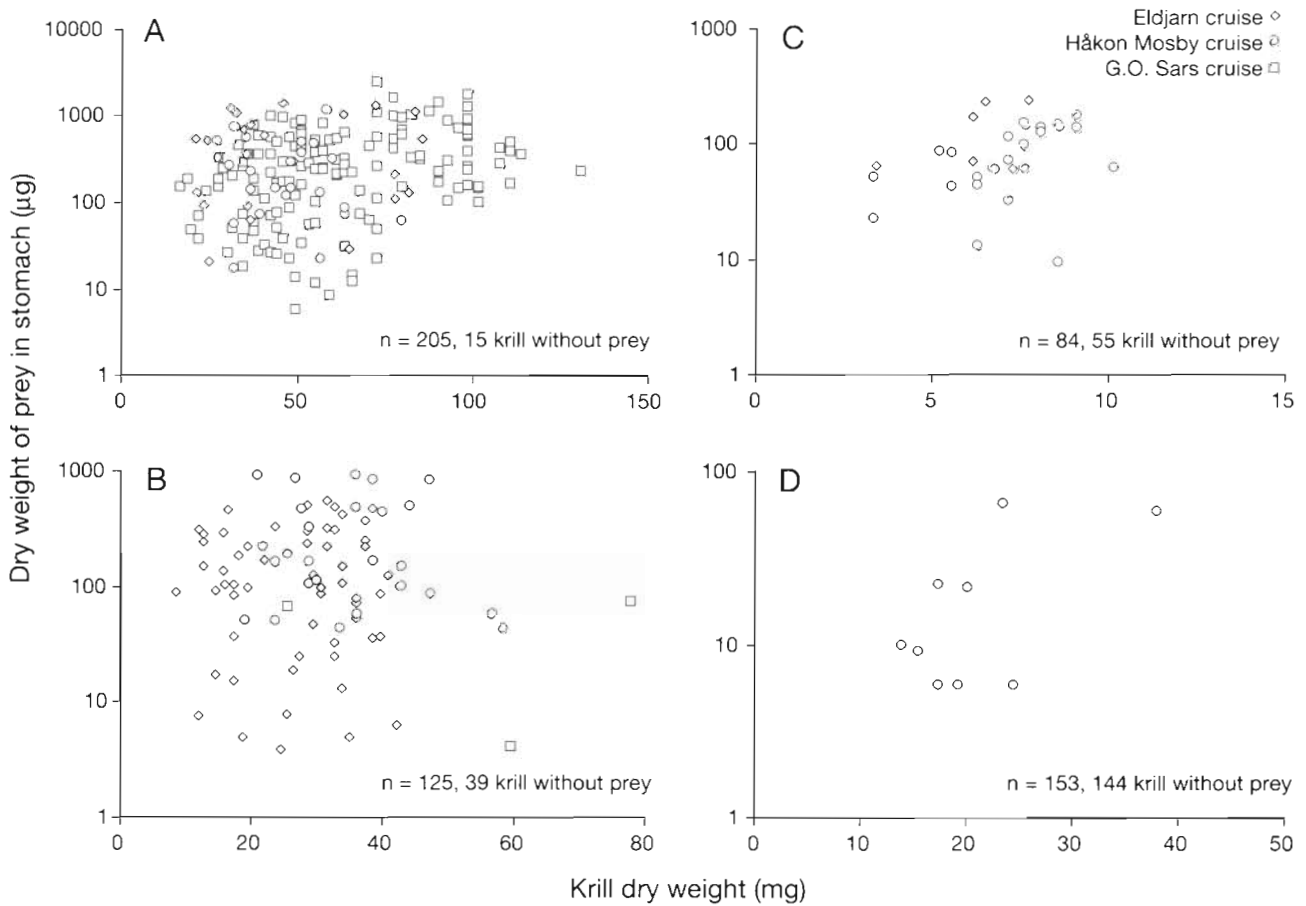 A
10000
1000
100
10
1
0
50
100
150
n = 205, 15 krill without prey
C
Eldjarn cruise
Håkon Mosby cruise
G.O. Sars cruise
1000
100
10
1
0
5
10
15
n = 84, 55 krill without prey
B
1000
100
10
1
0
20
40
60
80
n = 125, 39 krill without prey
D
100
10
1
0
10
20
30
40
50
n = 153, 144 krill without prey
Dry weight of prey in stomach (µg)
Krill dry weight (mg)